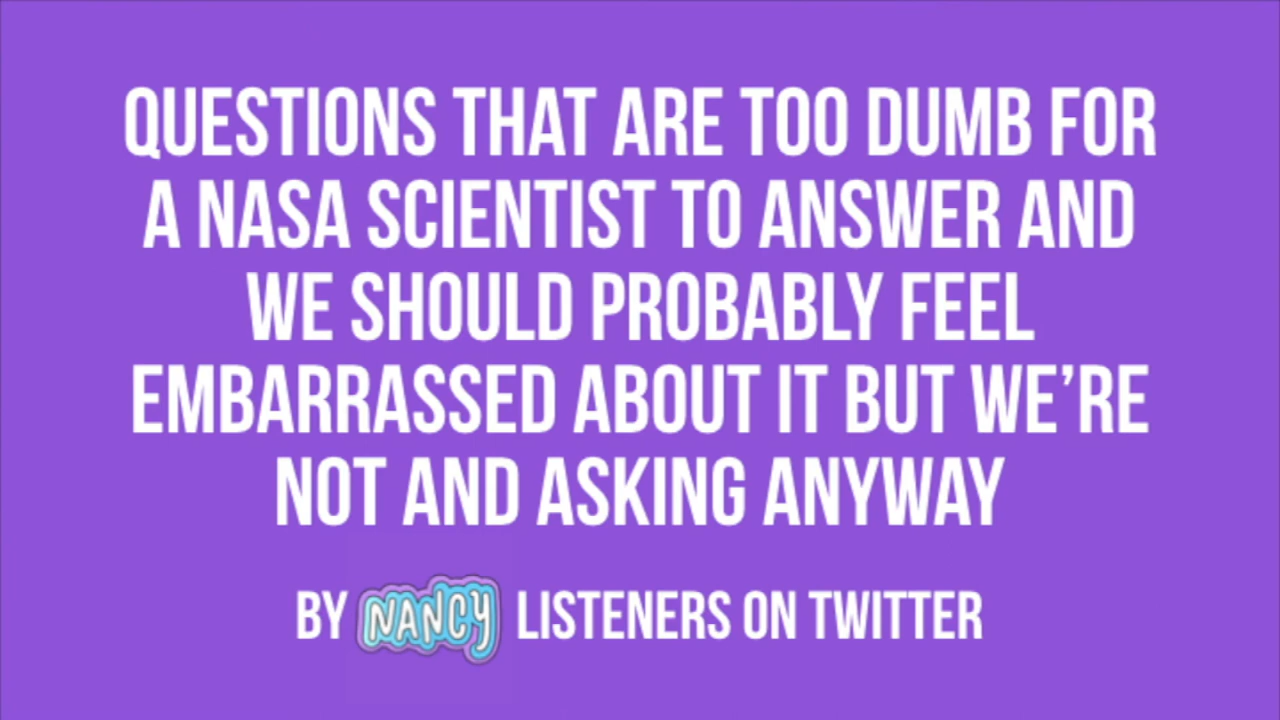 QUESTIONS THAT ARE TOO DUMB FOR
A NASA SCIENTIST TO ANSWER AND
WE SHOULD PROBABLY FEEL
EMBARRASSED ABOUT IT BUT WE’RE
NOT AND ASKING ANYWAY
BY NANCY LISTENERS ON TWITTER